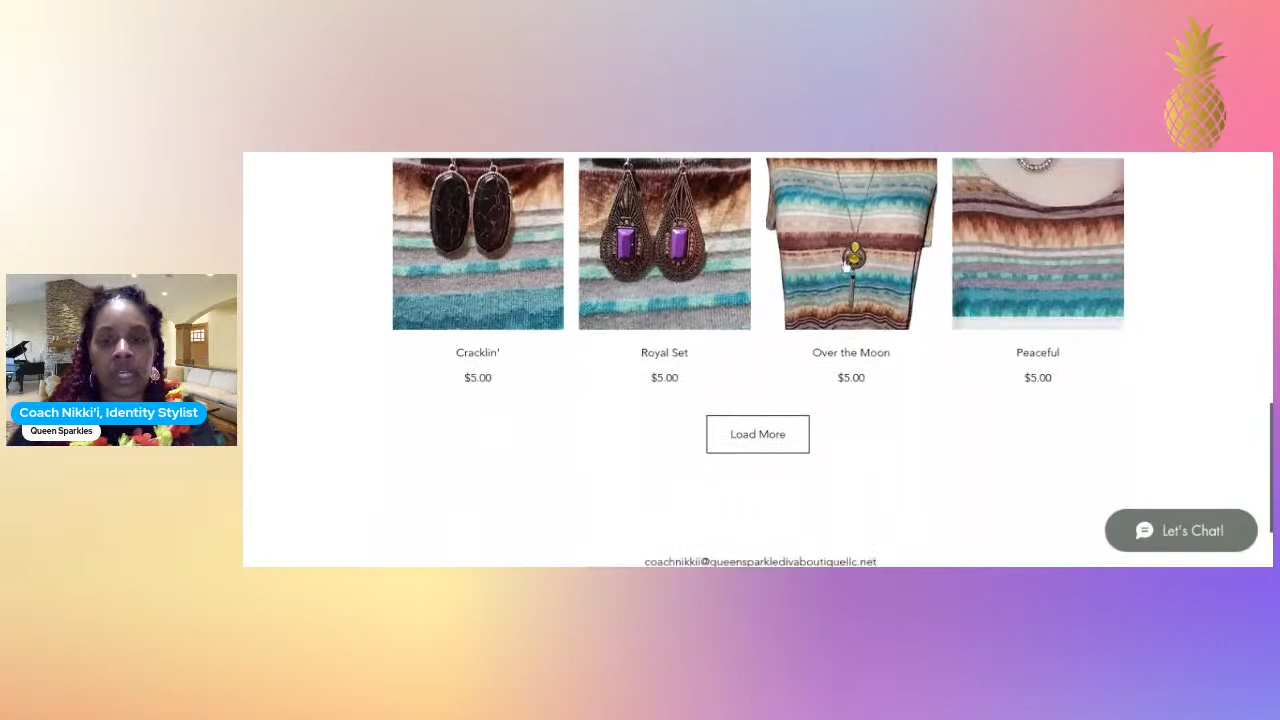 Cracklin'
$5.00
Royal Set
$5.00
Over the Moon
$5.00
Peaceful
$5.00
Load More
Let's Chat!
coachnikkii@queensparkledivaboutiquellc.net
Coach Nikki'i, Identity Stylist
Queen Sparkles